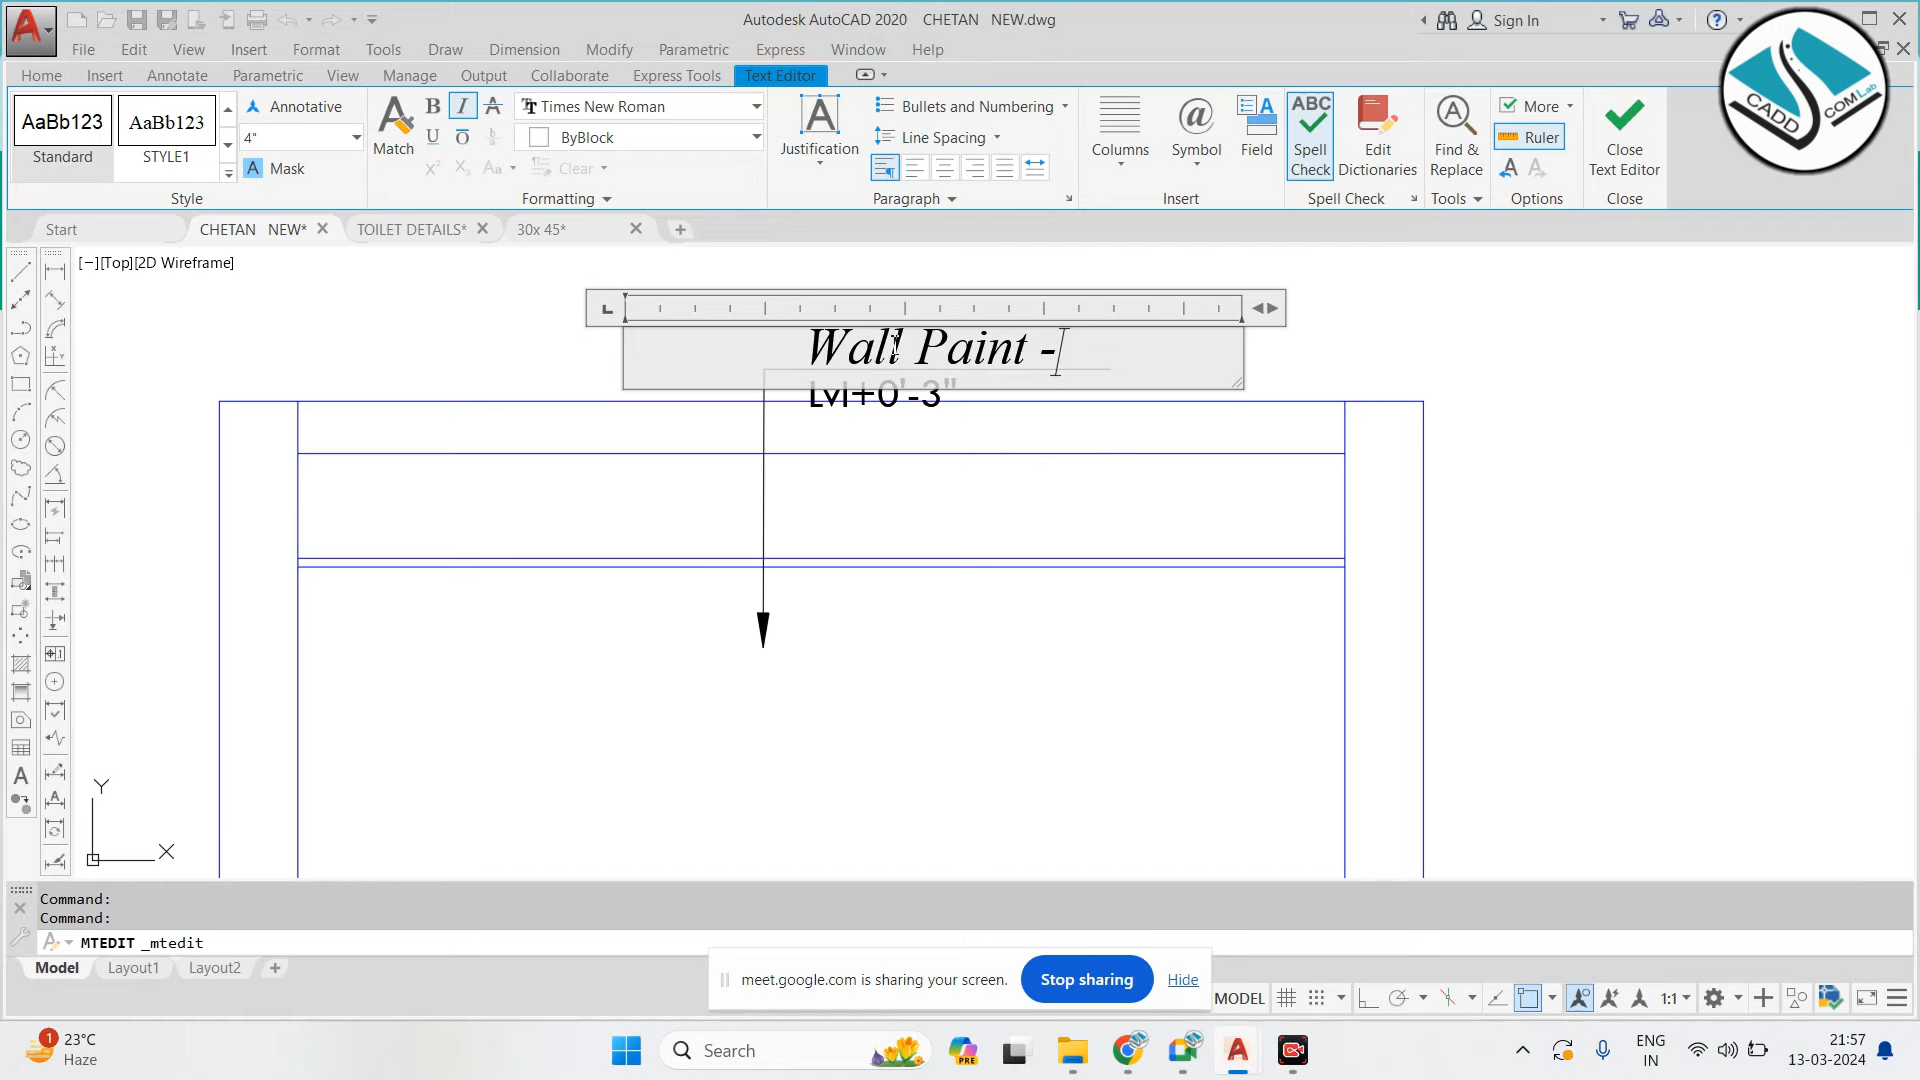 Autodesk AutoCAD 2020 CHETAN NEW.dwg
Sign In
File Edit View Insert Format Tools Draw Dimension Modify Parametric Express Window Help
Home Insert Annotate Parametric View Manage Output Collaborate Express Tools Text Editor
AaBb123
Standard
AaBb123
STYLE1
Annotative
4"
Mask
Style
Match
Times New Roman
ByBlock
Clear
Formatting
Justification
Bullets and Numbering
Line Spacing
Paragraph
Columns
Symbol
Field
Insert
ABC
Spell Check
Edit Dictionaries
Spell Check
Find & Replace
Tools
More
Ruler
Options
Close Text Editor
Close
CADD COM Lab
Start CHETAN NEW* TOILET DETAILS* 30x 45*
[−][Top][2D Wireframe]
Wall Paint -
Lvl+0'-3"
Y
X
Command:
Command:
MTEDIT _mtedit
Model Layout1 Layout2
meet.google.com is sharing your screen. Stop sharing Hide
MODEL
1:1
1
23°C
Haze
Search
PRE
ENG
IN
21:57
13-03-2024